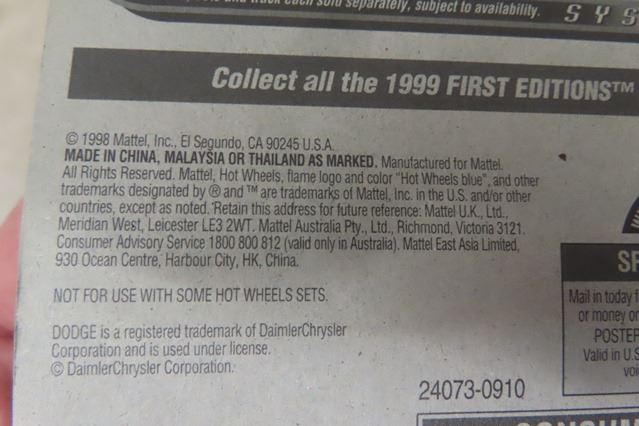 and track each sold separately, subject to availability.
S Y S
Collect all the 1999 FIRST EDITIONS™
© 1998 Mattel, Inc., El Segundo, CA 90245 U.S.A.
MADE IN CHINA, MALAYSIA OR THAILAND AS MARKED. Manufactured for Mattel.
All Rights Reserved. Mattel, Hot Wheels, flame logo and color "Hot Wheels blue", and other
trademarks designated by ® and ™ are trademarks of Mattel, Inc. in the U.S. and/or other
countries, except as noted. Retain this address for future reference: Mattel U.K., Ltd.,
Meridian West, Leicester LE3 2WT. Mattel Australia Pty., Ltd., Richmond, Victoria 3121.
Consumer Advisory Service 1800 800 812 (valid only in Australia). Mattel East Asia Limited,
930 Ocean Centre, Harbour City, HK, China.
NOT FOR USE WITH SOME HOT WHEELS SETS.
DODGE is a registered trademark of DaimlerChrysler
Corporation and is used under license.
© DaimlerChrysler Corporation.
24073-0910
SP
Mail in today f
or money or
POSTER
Valid in U.S